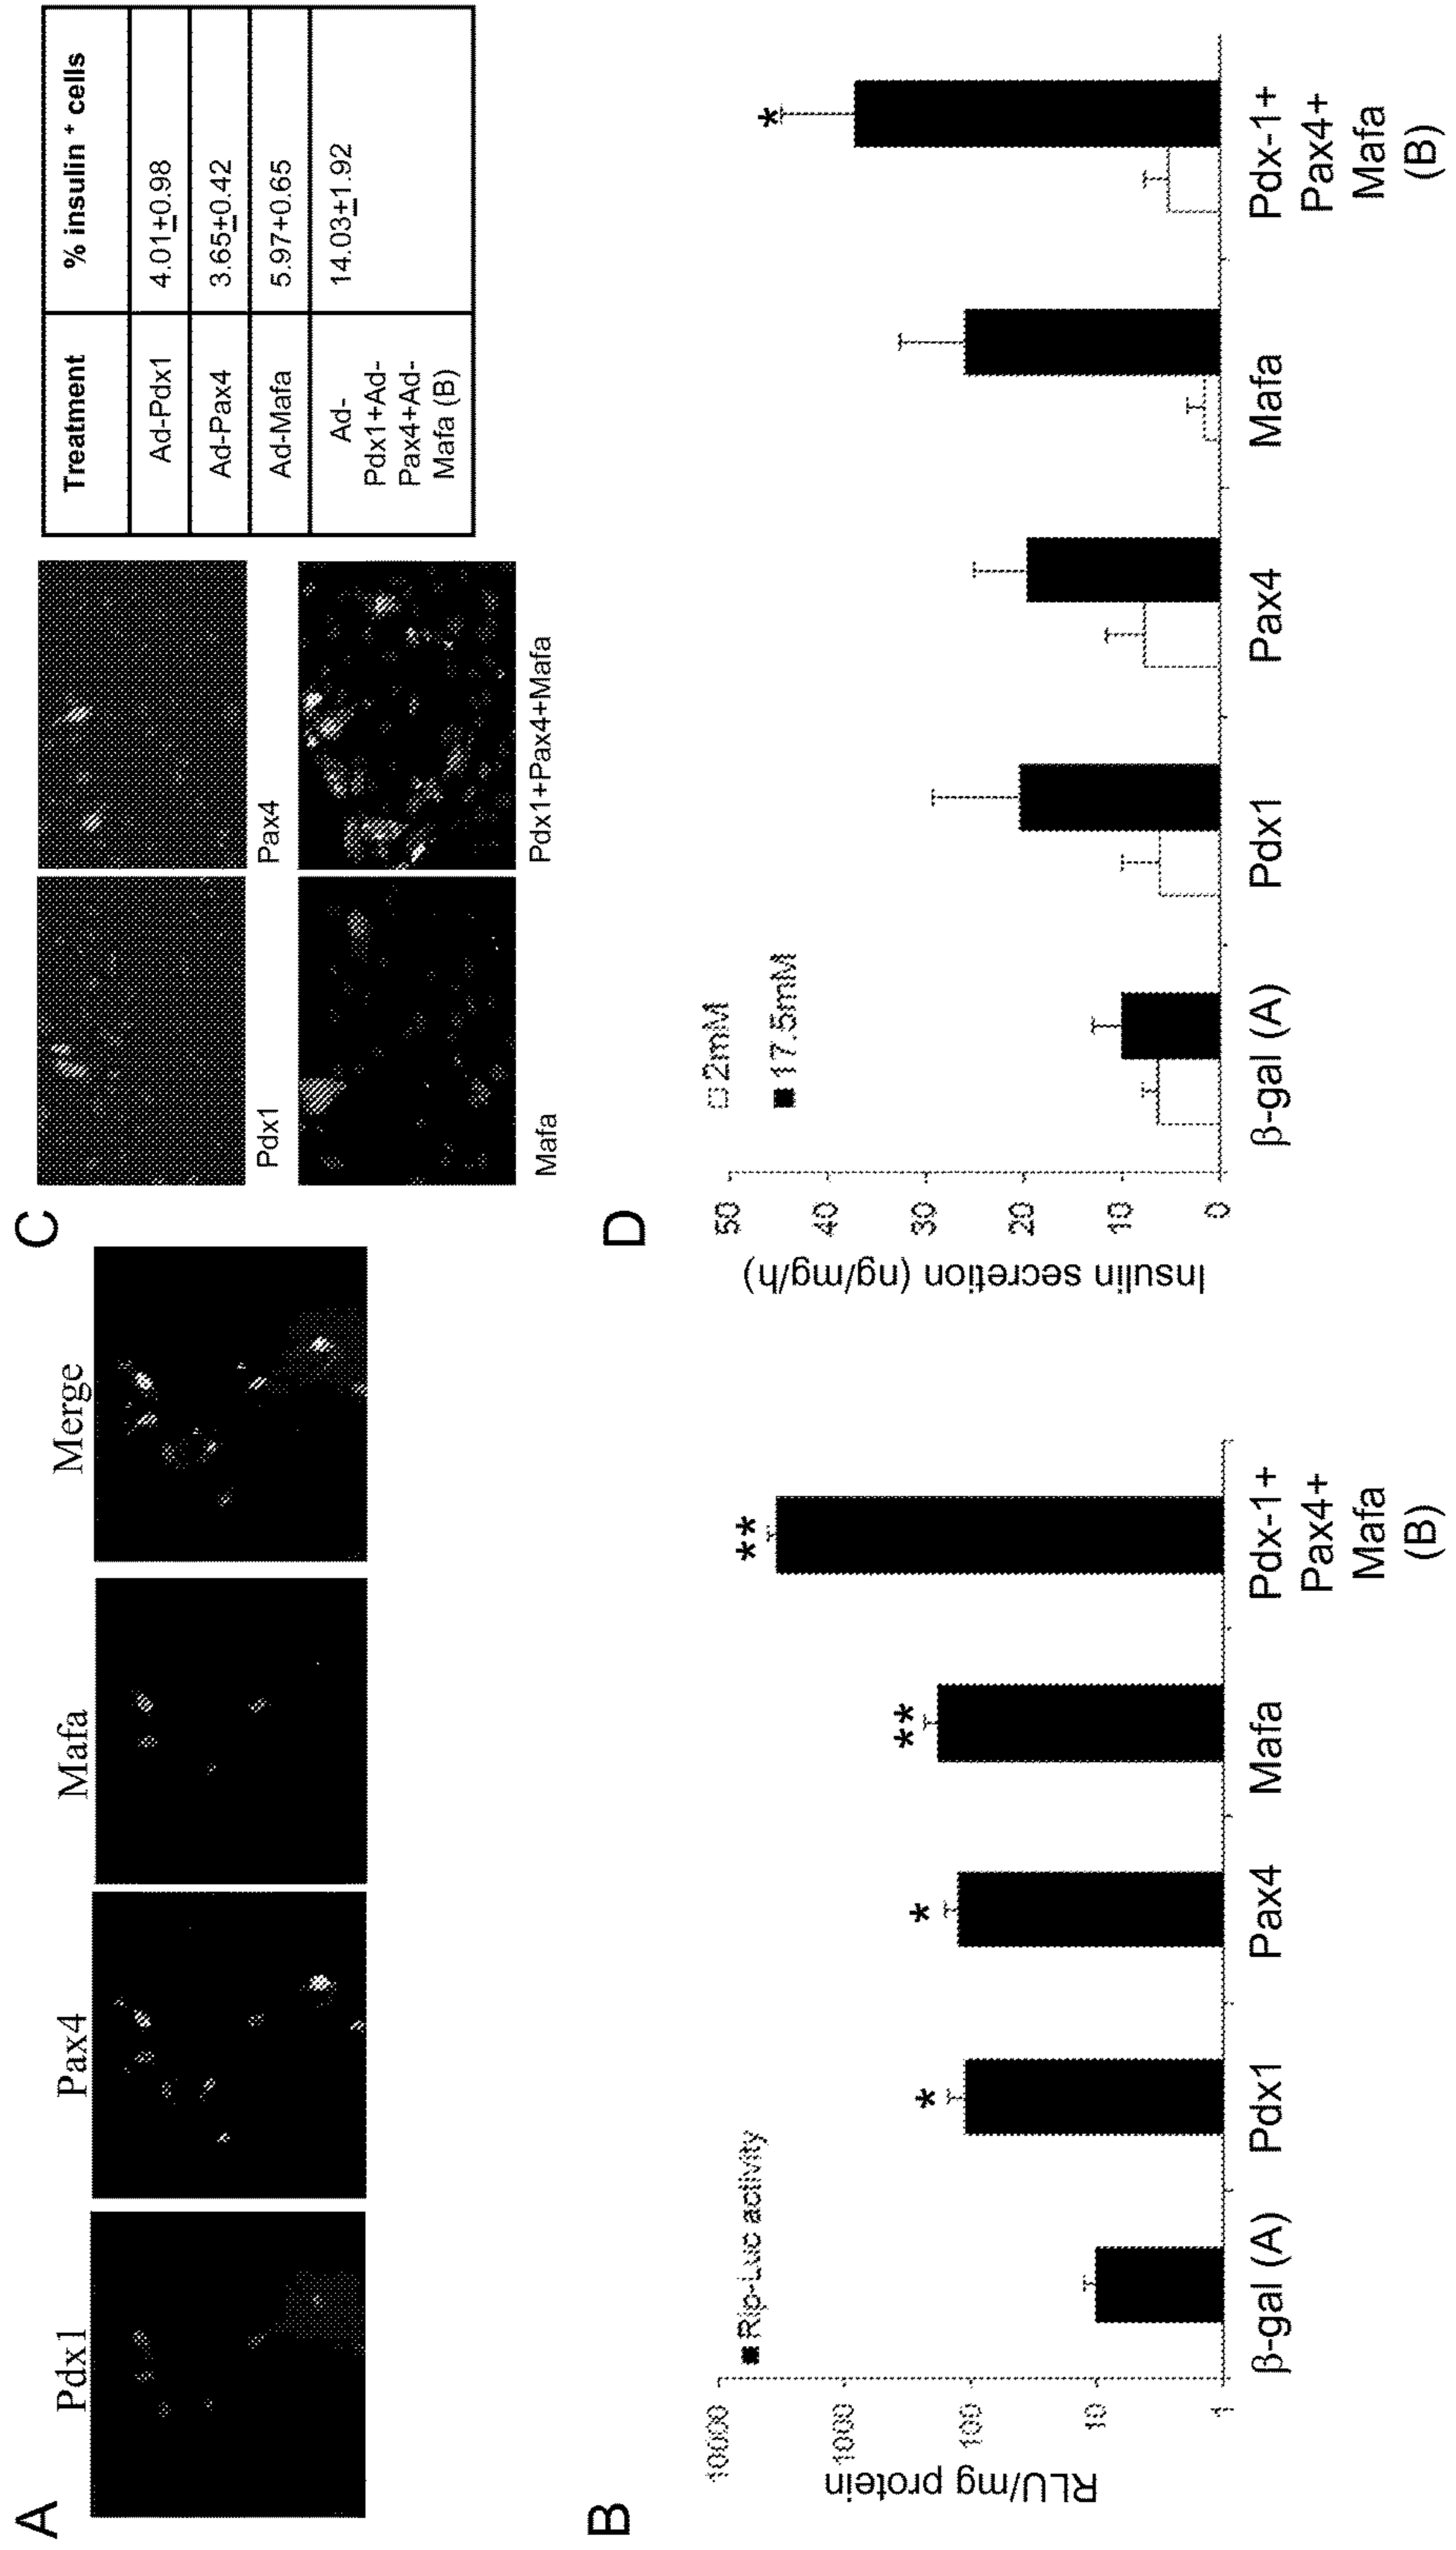 A
Pdx1
Pax4
Mafa
Merge
B
RLU/mg protein
10000
1000
100
10
1
Rip-Luc activity
*
*
**
**
β-gal (A)
Pdx1
Pax4
Mafa
Pdx-1+
Pax4+
Mafa
(B)
C
Pdx1
Pax4
Mafa
Pdx1+Pax4+Mafa
Treatment % insulin + cells
Ad-Pdx1 4.01±0.98
Ad-Pax4 3.65±0.42
Ad-Mafa 5.97+0.65
Ad- 14.03±1.92
Pdx1+Ad-
Pax4+Ad-
Mafa (B)
D
Insulin secretion (ng/mg/h)
50
40
30
20
10
0
2mM
17.5mM
*
β-gal (A)
Pdx1
Pax4
Mafa
Pdx-1+
Pax4+
Mafa
(B)